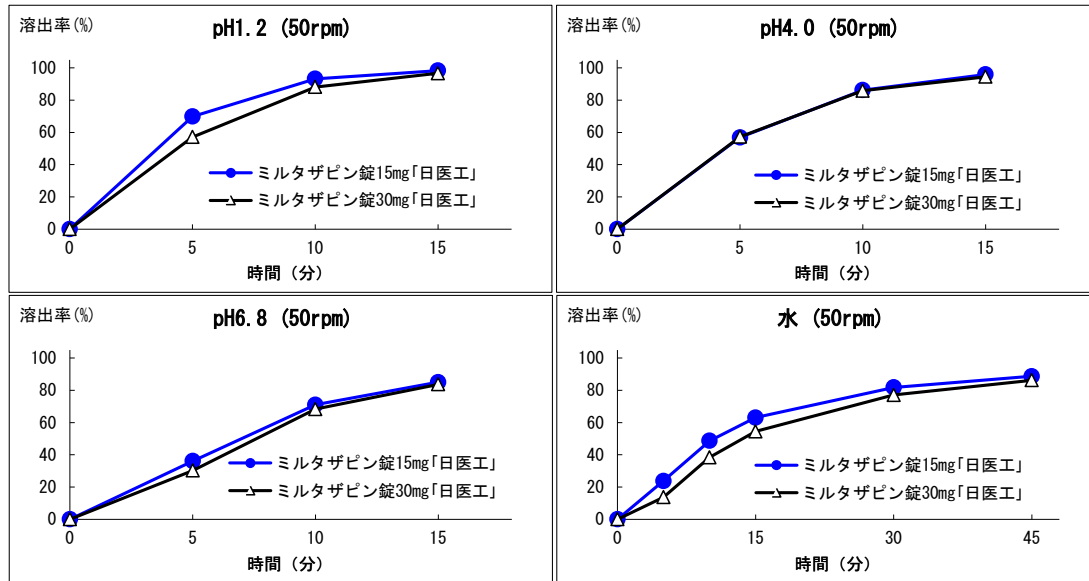 溶出率(%)
pH1.2 (50rpm)
100
80
60
40
20
0
ミルタザピン錠15mg「日医工」
ミルタザピン錠30mg「日医工」
0 5 10 15
時間（分）
溶出率(%)
pH4.0 (50rpm)
100
80
60
40
20
0
ミルタザピン錠15mg「日医工」
ミルタザピン錠30mg「日医工」
0 5 10 15
時間（分）
溶出率(%)
pH6.8 (50rpm)
100
80
60
40
20
0
ミルタザピン錠15mg「日医工」
ミルタザピン錠30mg「日医工」
0 5 10 15
時間（分）
溶出率(%)
水 (50rpm)
100
80
60
40
20
0
ミルタザピン錠15mg「日医工」
ミルタザピン錠30mg「日医工」
0 15 30 45
時間（分）